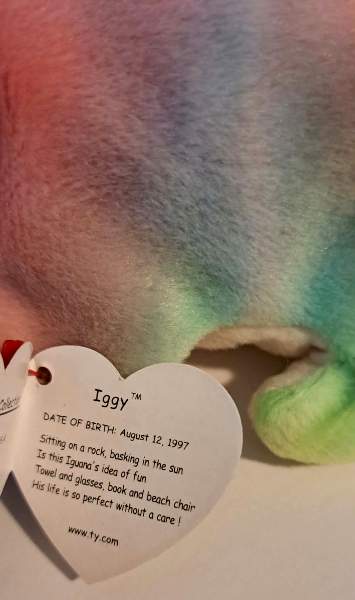 Iggy™
DATE OF BIRTH: August 12, 1997
Sitting on a rock, basking in the sun
Is this Iguana's idea of fun
Towel and glasses, book and beach chair
His life is so perfect without a care !
www.ty.com